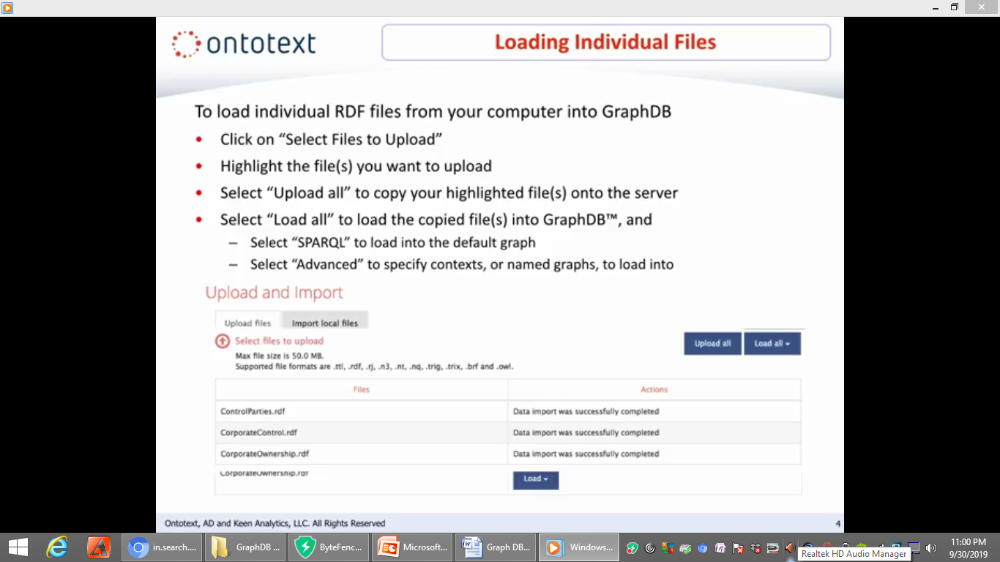 ontotext
Loading Individual Files
To load individual RDF files from your computer into GraphDB
• Click on “Select Files to Upload”
• Highlight the file(s) you want to upload
• Select “Upload all” to copy your highlighted file(s) onto the server
• Select “Load all” to load the copied file(s) into GraphDB™, and
– Select “SPARQL” to load into the default graph
– Select “Advanced” to specify contexts, or named graphs, to load into
Upload and Import
Upload files Import local files
Select files to upload
Upload all Load all
Max file size is 50.0 MB.
Supported file formats are .ttl, .rdf, .rj, .n3, .nt, .nq, .trig, .trix, .brf and .owl.
Files Actions
ControlParties.rdf Data import was successfully completed
CorporateControl.rdf Data import was successfully completed
CorporateOwnership.rdf Data import was successfully completed
CorporateOwnership.rdf Load
Ontotext, AD and Keen Analytics, LLC. All Rights Reserved 4
in.search.... GraphDB ... ByteFenc... Microsoft... Graph DB... Windows... 11:00 PM
Realtek HD Audio Manager 9/30/2019